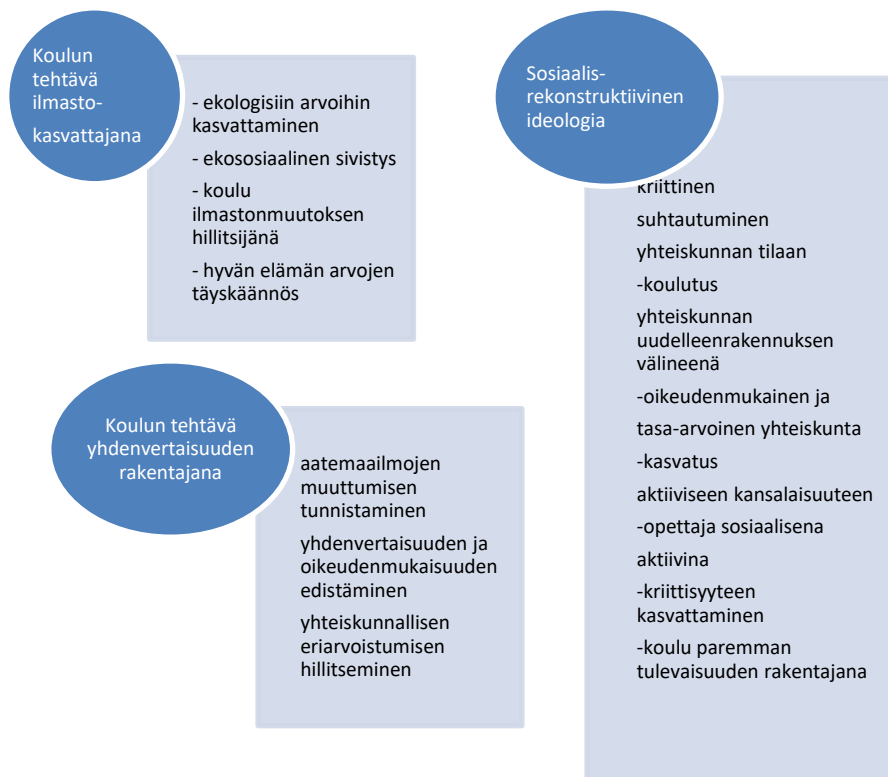 Koulun
tehtävä
ilmasto-
kasvattajana
- ekologisiin arvoihin
kasvattaminen
- ekososiaalinen sivistys
- koulu
ilmastonmuutoksen
hillitsijänä
- hyvän elämän arvojen
täyskäännös
Koulun tehtävä
yhdenvertaisuuden
rakentajana
aatemaailmojen
muuttumisen
tunnistaminen
yhdenvertaisuuden ja
oikeudenmukaisuuden
edistäminen
yhteiskunnallisen
eriarvoistumisen
hillitseminen
Sosiaalis-
rekonstruktiivinen
ideologia
kriittinen
suhtautuminen
yhteiskunnan tilaan
-koulutus
yhteiskunnan
uudelleenrakennuksen
välineenä
-oikeudenmukainen ja
tasa-arvoinen yhteiskunta
-kasvatus
aktiiviseen kansalaisuuteen
-opettaja sosiaalisena
aktiivina
-kriittisyyteen
kasvattaminen
-koulu paremman
tulevaisuuden rakentajana